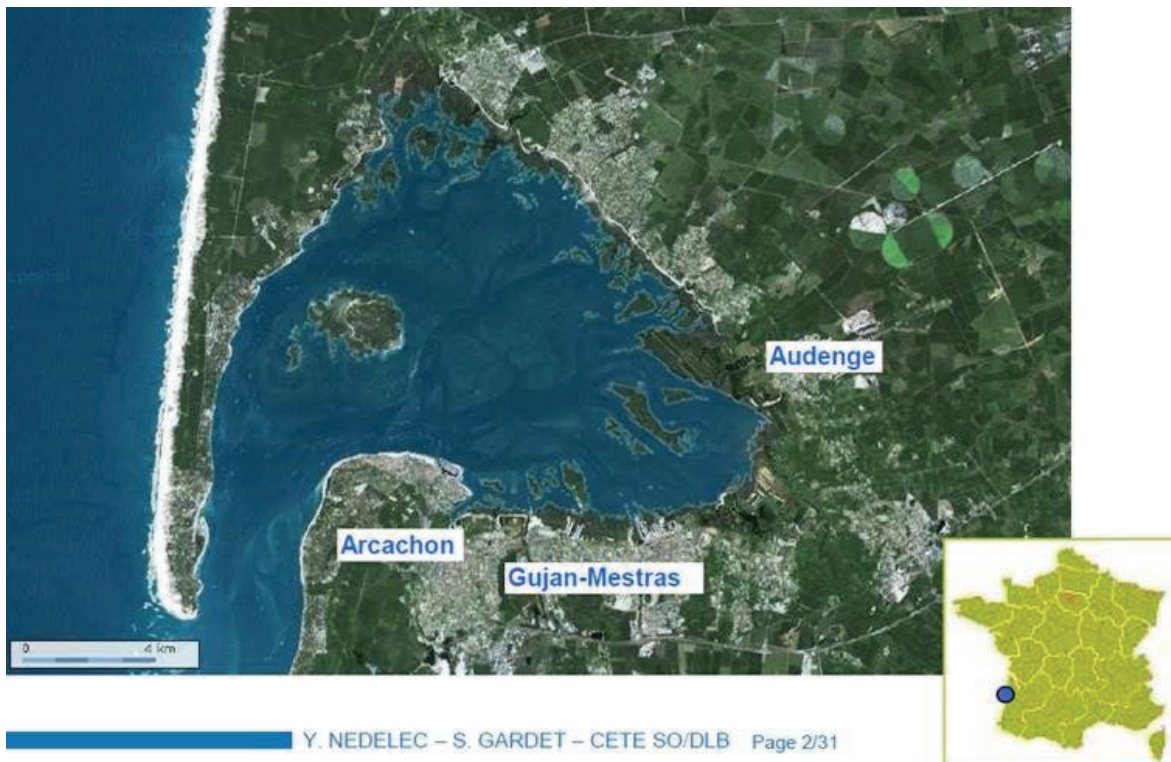 Audenge
Arcachon
Gujan-Mestras
0 4 km
Y. NEDELEC – S. GARDET – CETE SO/DLB Page 2/31